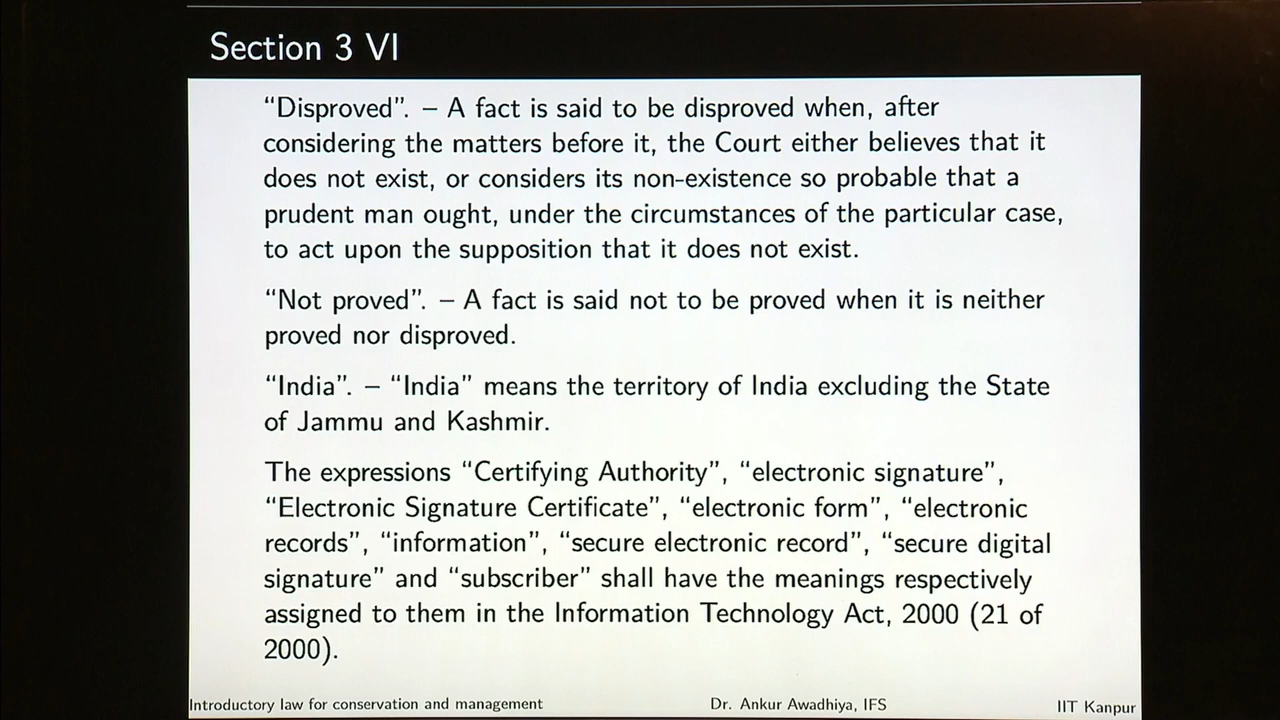 Section 3 VI
“Disproved”. – A fact is said to be disproved when, after
considering the matters before it, the Court either believes that it
does not exist, or considers its non-existence so probable that a
prudent man ought, under the circumstances of the particular case,
to act upon the supposition that it does not exist.
“Not proved”. – A fact is said not to be proved when it is neither
proved nor disproved.
“India”. – “India” means the territory of India excluding the State
of Jammu and Kashmir.
The expressions “Certifying Authority”, “electronic signature”,
“Electronic Signature Certificate”, “electronic form”, “electronic
records”, “information”, “secure electronic record”, “secure digital
signature” and “subscriber” shall have the meanings respectively
assigned to them in the Information Technology Act, 2000 (21 of
2000).
Introductory law for conservation and management Dr. Ankur Awadhiya, IFS IIT Kanpur